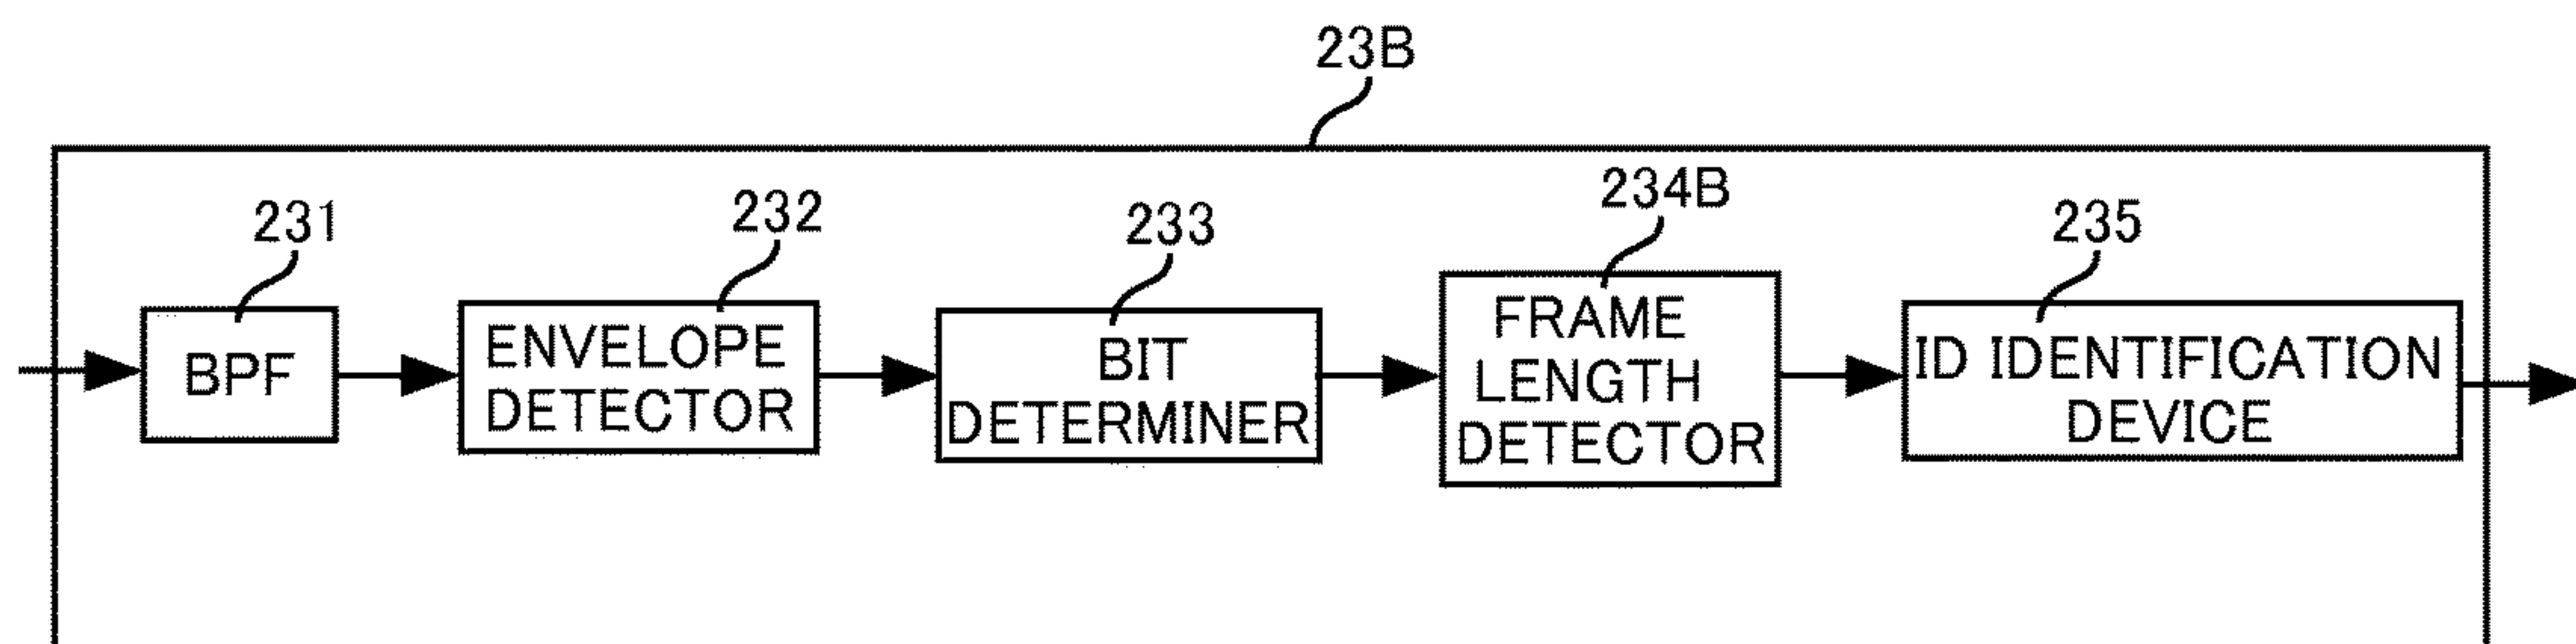 23B
231
232
233
234B
235
BPF
ENVELOPE
DETECTOR
BIT
DETERMINER
FRAME
LENGTH
DETECTOR
ID IDENTIFICATION
DEVICE